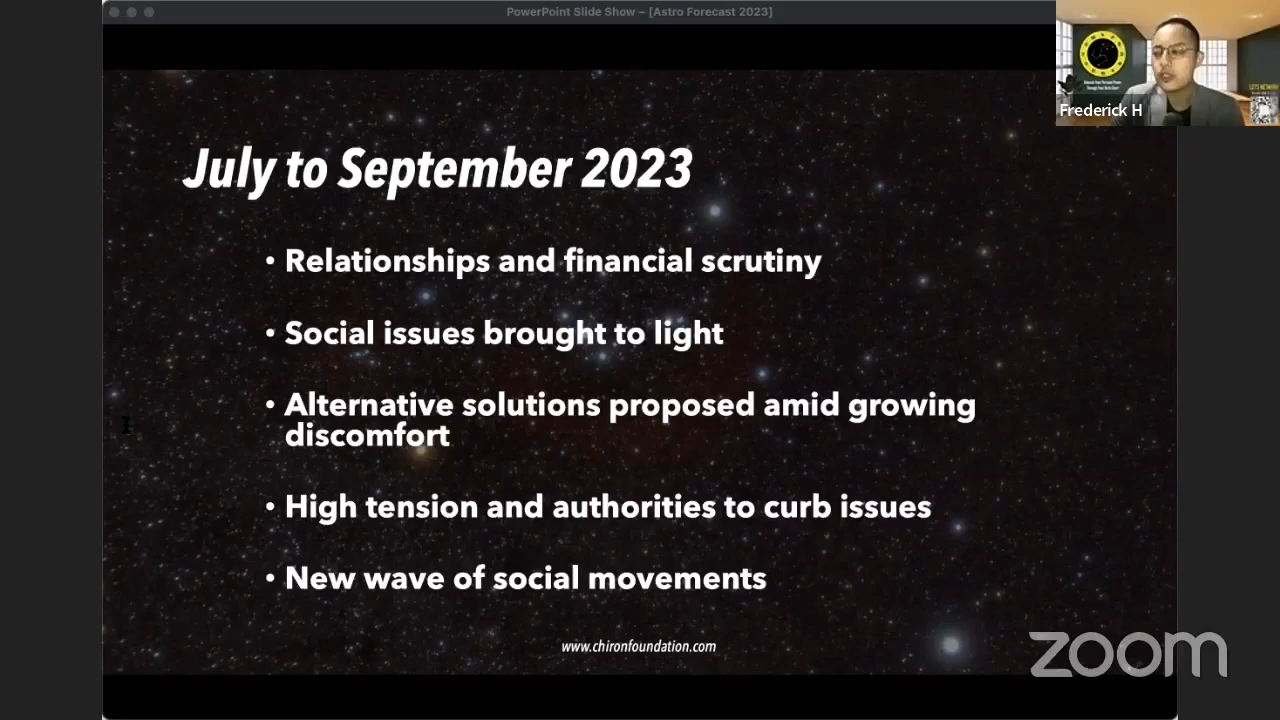 PowerPoint Slide Show – [Astro Forecast 2023]
Frederick H
July to September 2023
• Relationships and financial scrutiny
• Social issues brought to light
• Alternative solutions proposed amid growing
discomfort
• High tension and authorities to curb issues
• New wave of social movements
www.chironfoundation.com
zoom